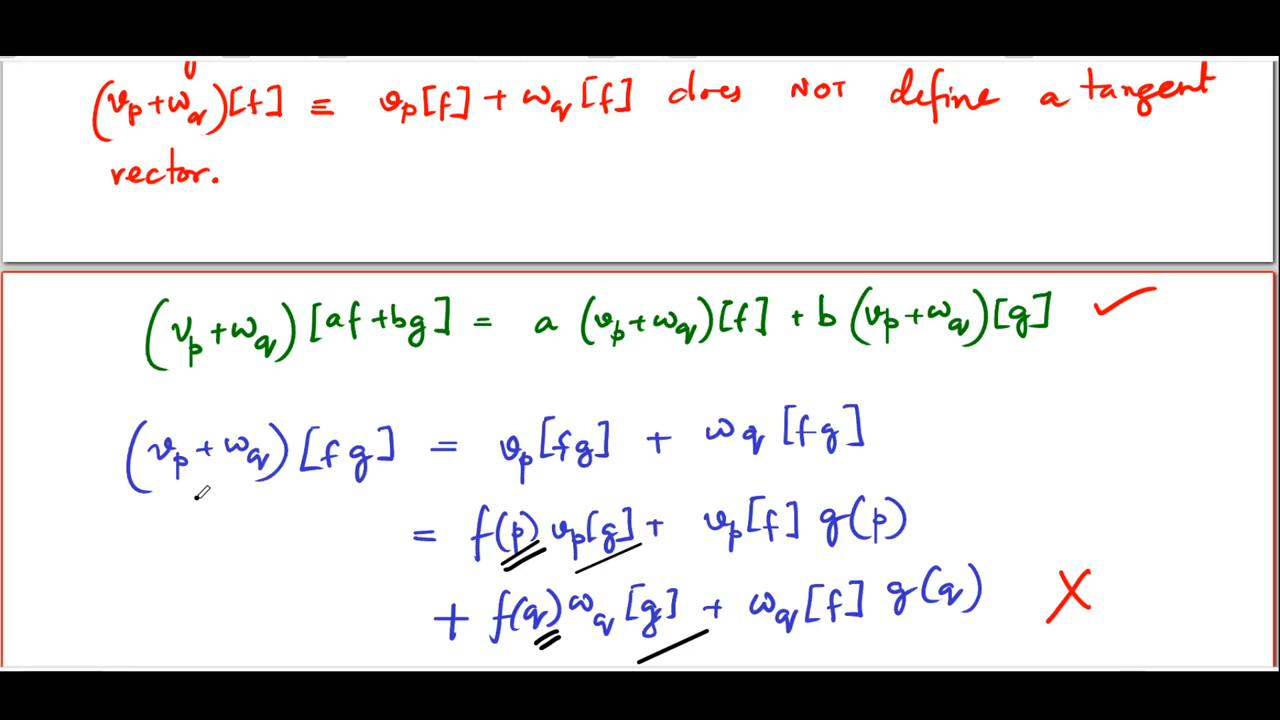 (v_p + w_q)[f] ≡ v_p[f] + w_q[f] does NOT define a tangent
vector.
(v_p + w_q)[af + bg] = a (v_p + w_q)[f] + b (v_p + w_q)[g] ✓
(v_p + w_q)[fg] = v_p[fg] + w_q[fg]
= f(p) v_p[g] + v_p[f] g(p)
+ f(q) w_q[g] + w_q[f] g(q) X